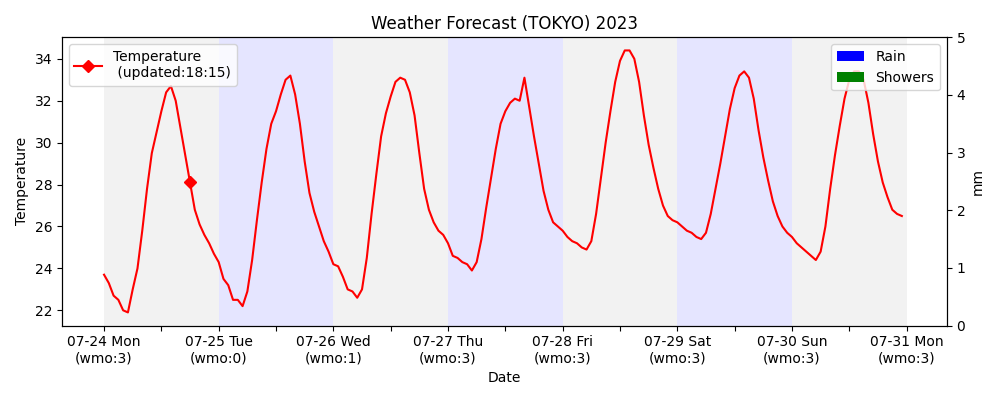 Weather Forecast (TOKYO) 2023
Temperature
(updated:18:15)
Rain
Showers
Temperature
34
32
30
28
26
24
22
5
4
3
2
1
0
mm
07-24 Mon
(wmo:3)
07-25 Tue
(wmo:0)
07-26 Wed
(wmo:1)
07-27 Thu
(wmo:3)
07-28 Fri
(wmo:3)
07-29 Sat
(wmo:3)
07-30 Sun
(wmo:3)
07-31 Mon
(wmo:3)
Date